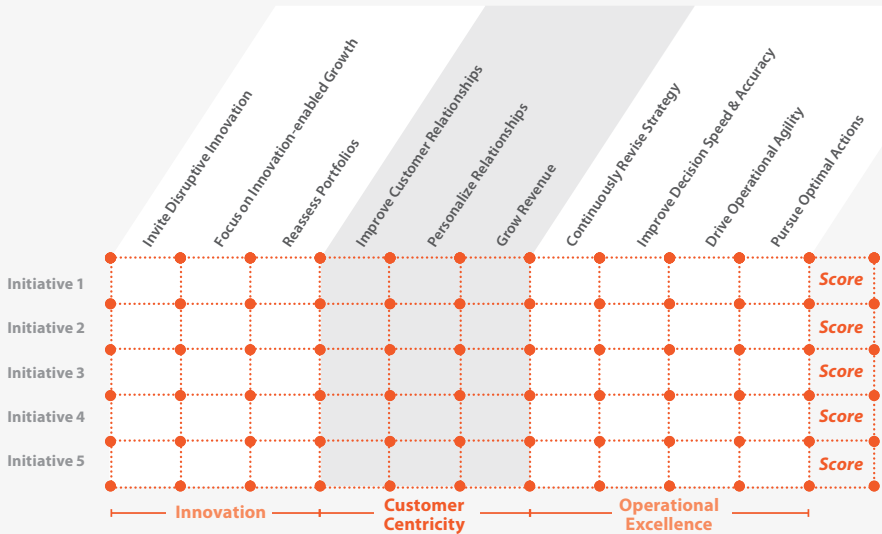 Invite Disruptive Innovation
Focus on Innovation-enabled Growth
Reassess Portfolios
Improve Customer Relationships
Personalize Relationships
Grow Revenue
Continuously Revise Strategy
Improve Decision Speed & Accuracy
Drive Operational Agility
Pursue Optimal Actions
Initiative 1
Score
Initiative 2
Score
Initiative 3
Score
Initiative 4
Score
Initiative 5
Score
Innovation
Customer
Centricity
Operational
Excellence